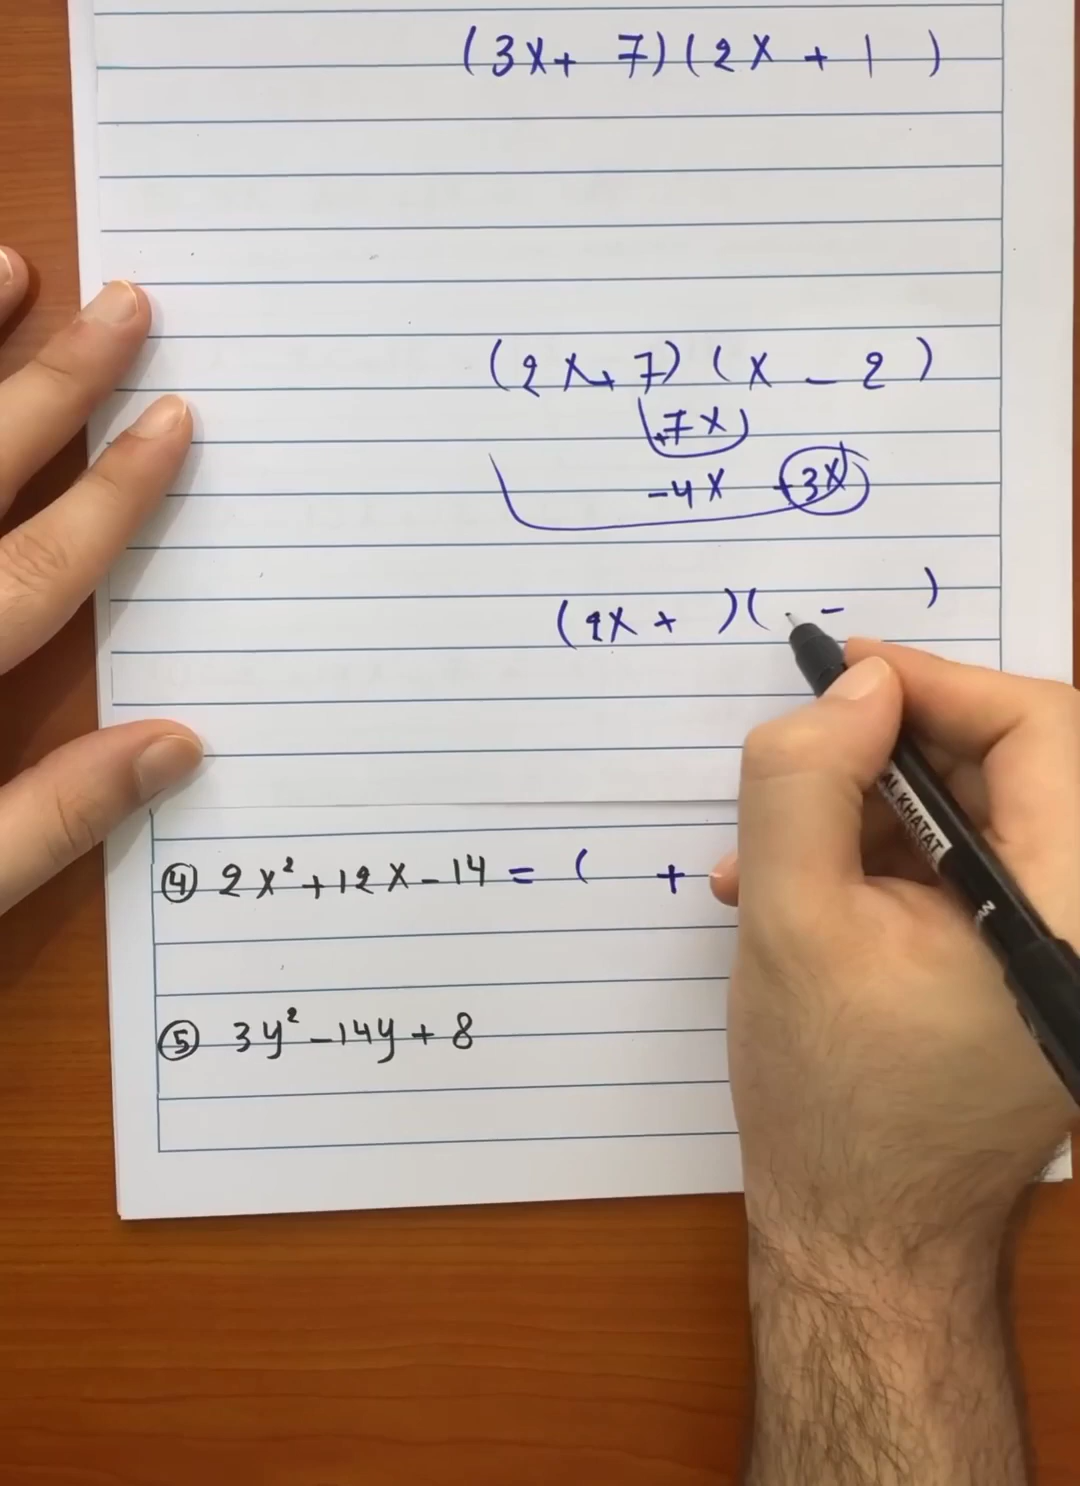 (3x + 7)(2x + 1)
(2x + 7)(x - 2)
+7x
-4x +3x
(2x + )( - )
④ 2x² + 12x - 14 = ( +
⑤ 3y² - 14y + 8
AL KHATAT